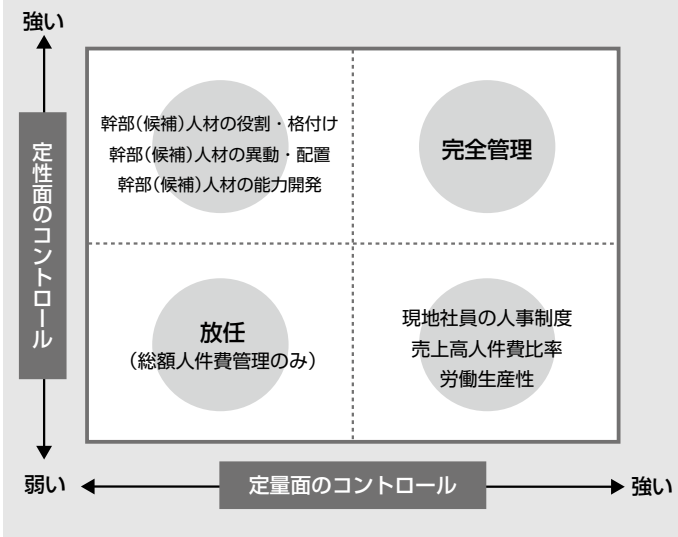 強い
定性面のコントロール
幹部(候補)人材の役割・格付け
幹部(候補)人材の異動・配置
幹部(候補)人材の能力開発
完全管理
放任
(総額人件費管理のみ)
現地社員の人事制度
売上高人件費比率
労働生産性
弱い
定量面のコントロール
強い